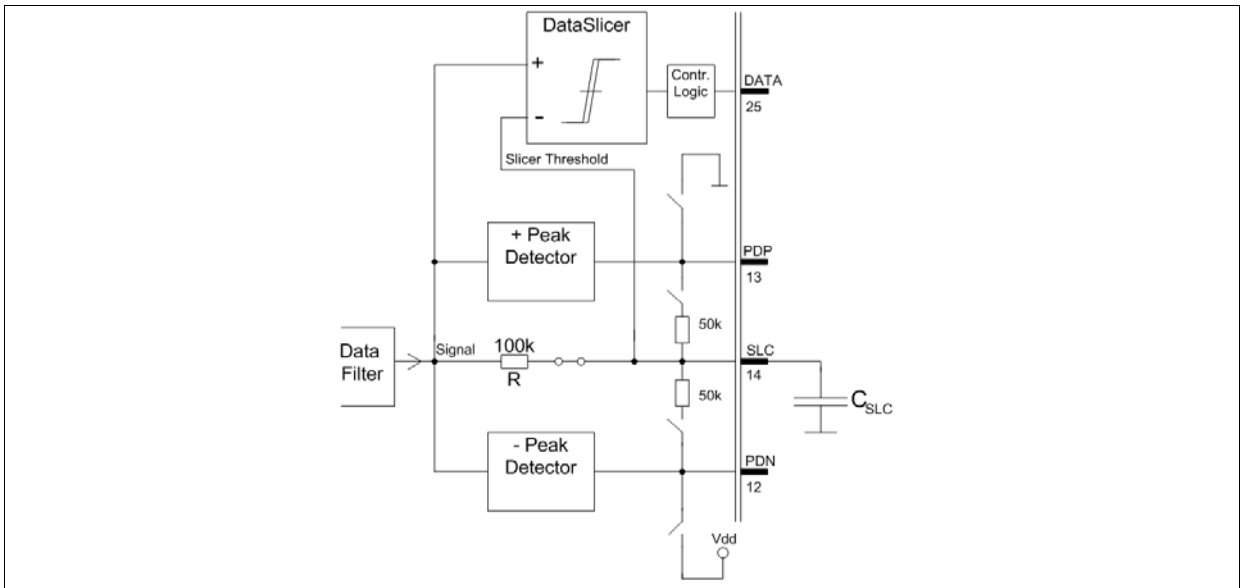 DataSlicer
+
-
Contr.
Logic
DATA
25
Slicer Threshold
+ Peak
Detector
PDP
13
50k
Data
Filter
Signal
100k
R
SLC
14
50k
CSLC
- Peak
Detector
PDN
12
Vdd